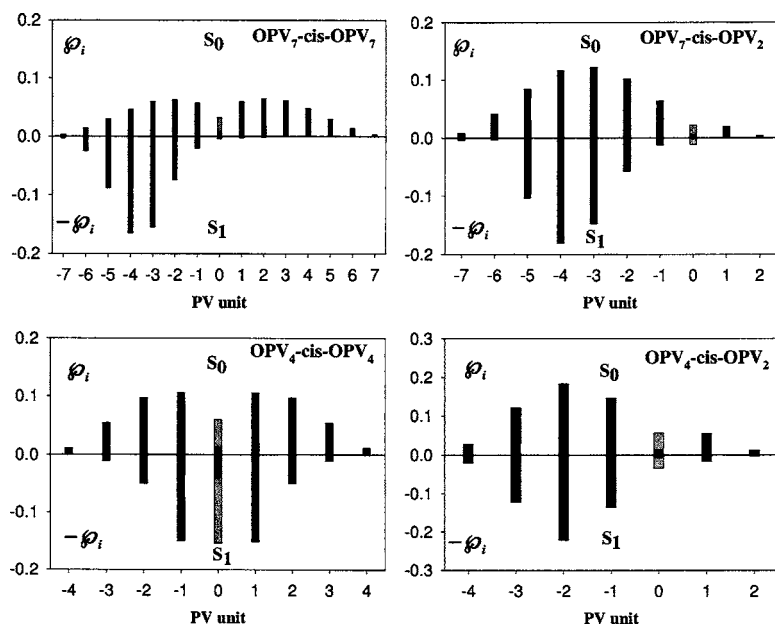 0.2 ℘i S0 OPV7-cis-OPV7
0.1
0.0
-0.1
-℘i S1
-0.2
-7 -6 -5 -4 -3 -2 -1 0 1 2 3 4 5 6 7
PV unit
0.2 ℘i S0 OPV7-cis-OPV2
0.1
0.0
-0.1
-℘i S1
-0.2
-7 -6 -5 -4 -3 -2 -1 0 1 2
PV unit
0.2 ℘i S0 OPV4-cis-OPV4
0.1
0.0
-0.1
-℘i S1
-0.2
-4 -3 -2 -1 0 1 2 3 4
PV unit
0.3 ℘i S0 OPV4-cis-OPV2
0.2
0.1
0.0
-0.1
-0.2 -℘i S1
-0.3
-4 -3 -2 -1 0 1 2
PV unit